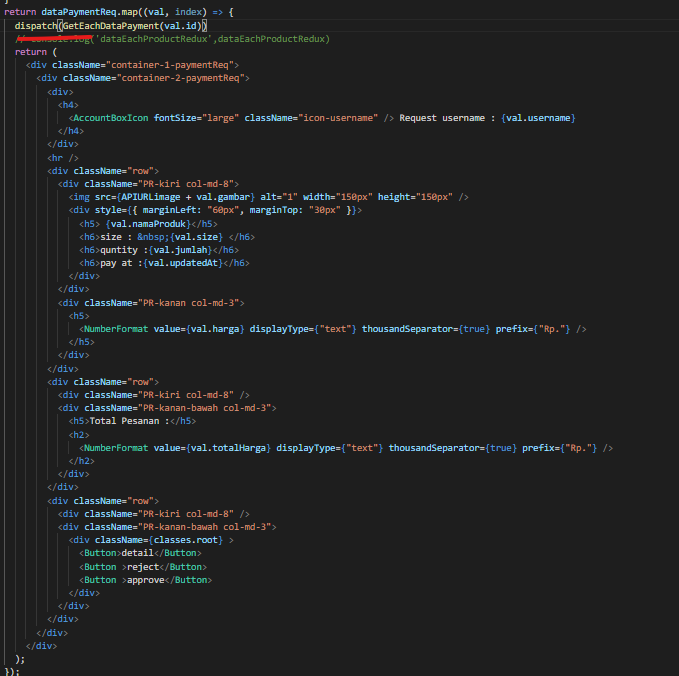 }
return dataPaymentReq.map((val, index) => {
dispatch(GetEachDataPayment(val.id))
// console.log('dataEachProductRedux',dataEachProductRedux)
return (
<div className="container-1-paymentReq">
<div className="container-2-paymentReq">
<div>
<h4>
<AccountBoxIcon fontSize="large" className="icon-username" /> Request username : {val.username}
</h4>
</div>
<hr />
<div className="row">
<div className="PR-kiri col-md-8">
<img src={APIURLimage + val.gambar} alt="1" width="150px" height="150px" />
<div style={{ marginLeft: "60px", marginTop: "30px" }}>
<h5> {val.namaProduk}</h5>
<h6>size : &nbsp;{val.size} </h6>
<h6>quntity :{val.jumlah}</h6>
<h6>pay at :{val.updatedAt}</h6>
</div>
</div>
<div className="PR-kanan col-md-3">
<h5>
<NumberFormat value={val.harga} displayType={"text"} thousandSeparator={true} prefix={"Rp."} />
</h5>
</div>
</div>
<div className="row">
<div className="PR-kiri col-md-8" />
<div className="PR-kanan-bawah col-md-3">
<h5>Total Pesanan :</h5>
<h2>
<NumberFormat value={val.totalHarga} displayType={"text"} thousandSeparator={true} prefix={"Rp."} />
</h2>
</div>
</div>
<div className="row">
<div className="PR-kiri col-md-8" />
<div className="PR-kanan-bawah col-md-3">
<div className={classes.root} >
<Button>detail</Button>
<Button >reject</Button>
<Button >approve</Button>
</div>
</div>
</div>
</div>
</div>
);
});